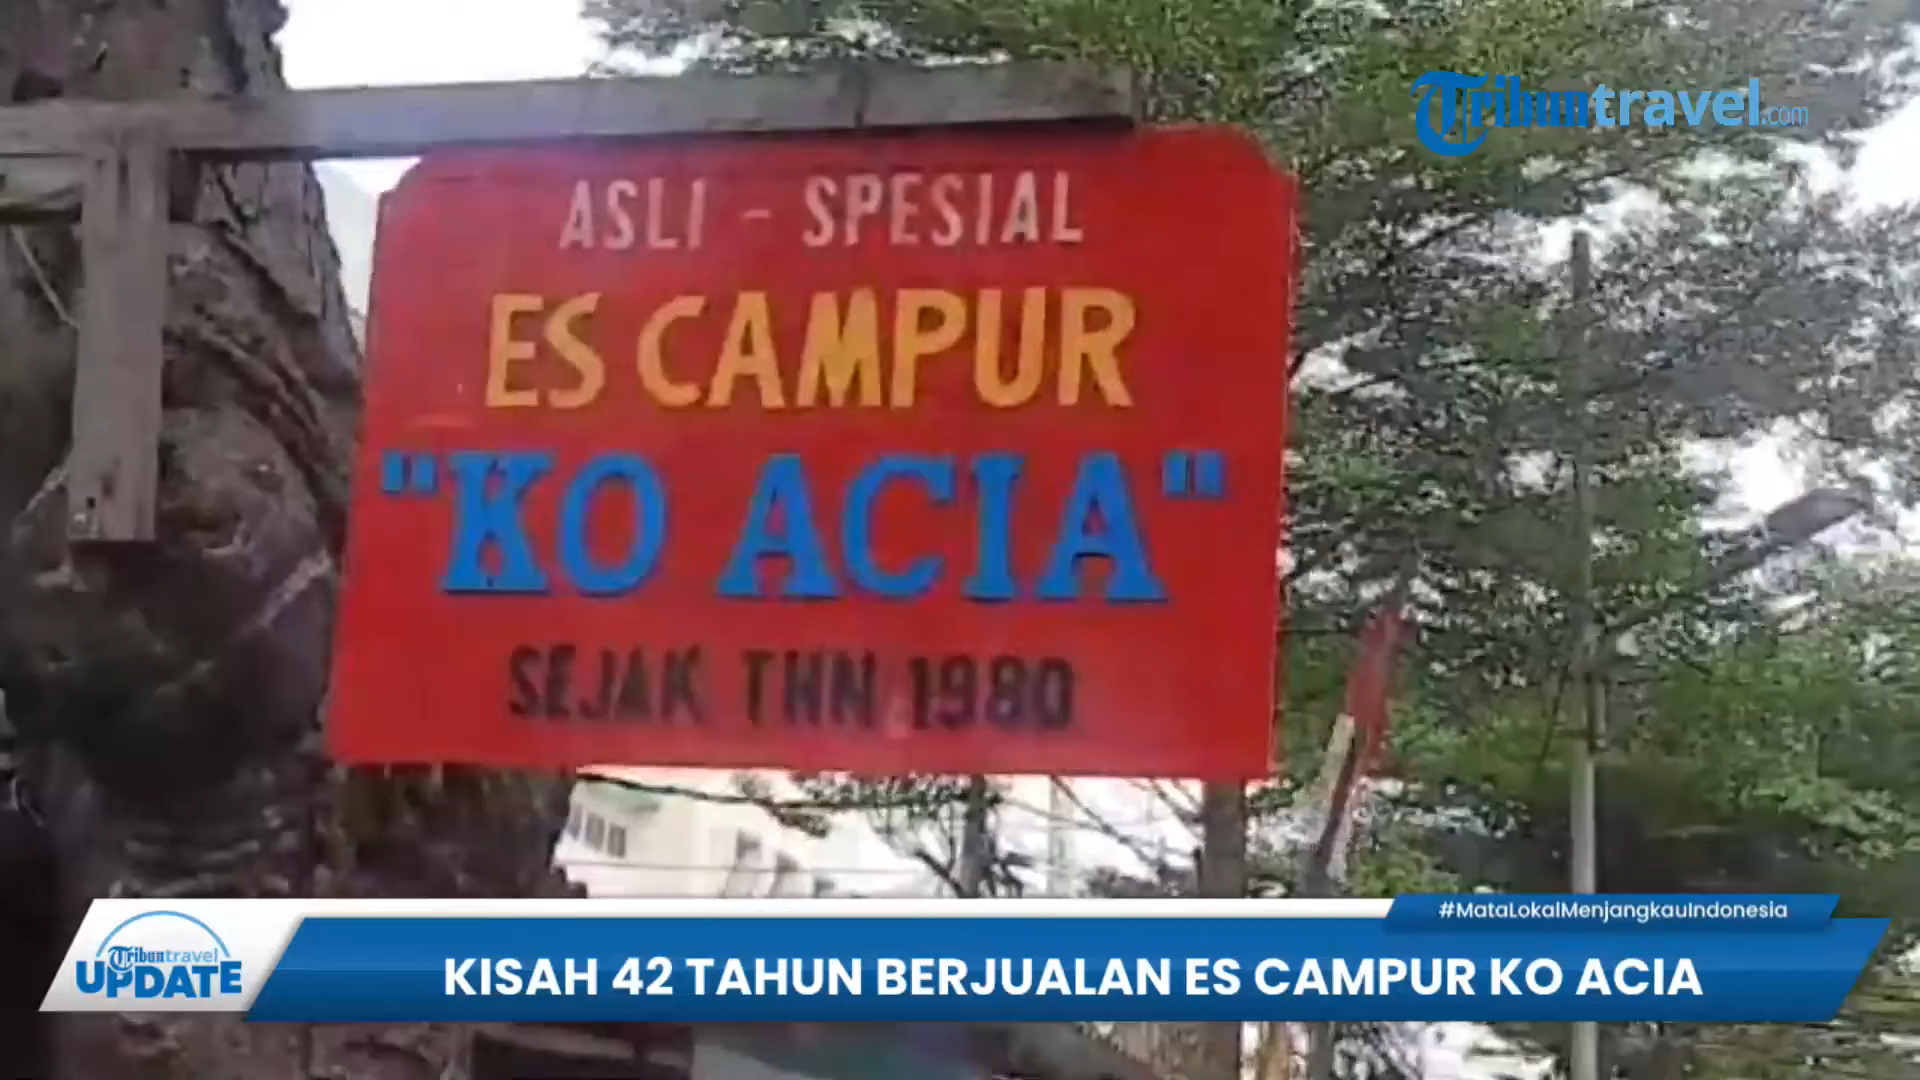 Tribuntravel.com
ASLI - SPESIAL
ES CAMPUR
"KO ACIA"
SEJAK THN 1980
#MataLokalMenjangkauIndonesia
Tribuntravel
UPDATE
KISAH 42 TAHUN BERJUALAN ES CAMPUR KO ACIA